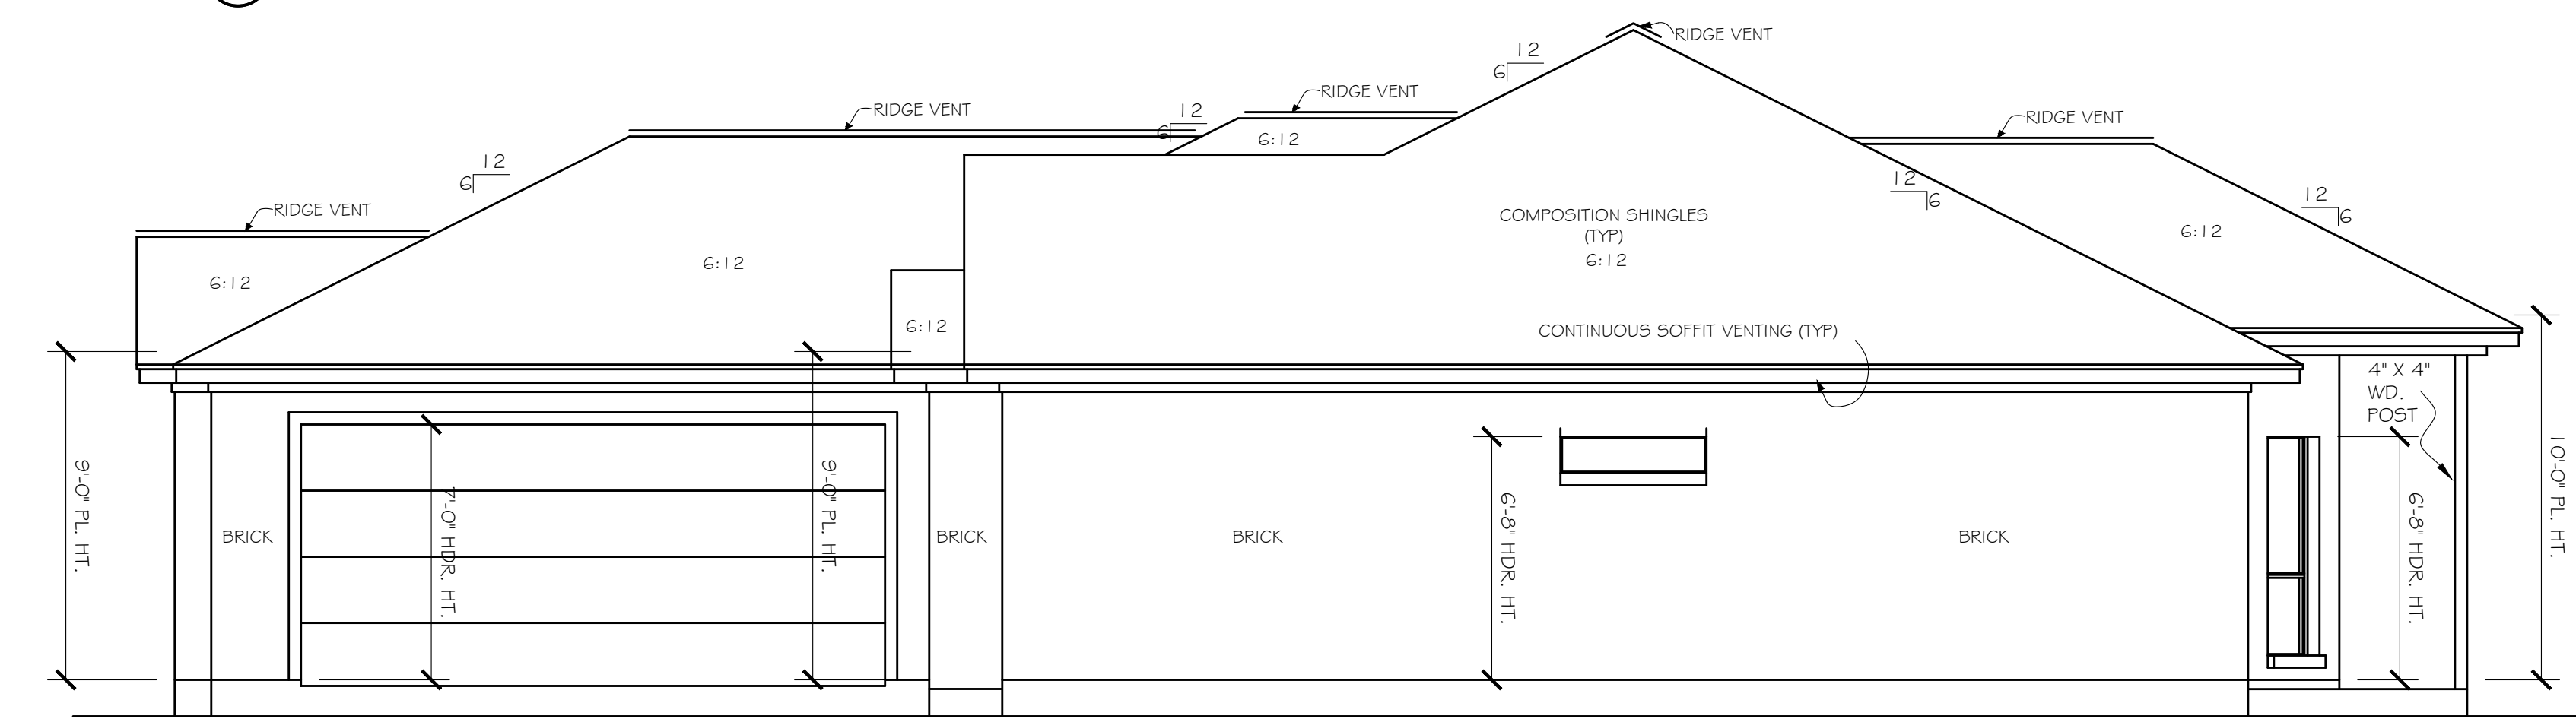 RIDGE VENT
12
6
RIDGE VENT
RIDGE VENT
12
6
6:12
RIDGE VENT
RIDGE VENT
12
6
12
6
12
6
RIDGE VENT
6:12
6:12
COMPOSITION SHINGLES
(TYP)
6:12
6:12
6:12
CONTINUOUS SOFFIT VENTING (TYP)
4" X 4"
WD.
POST
9'-0" PL. HT.
BRICK
7'-0" HDR. HT.
9'-0" PL. HT.
BRICK
BRICK
6'-8" HDR. HT.
BRICK
6'-8" HDR. HT.
10'-0" PL. HT.